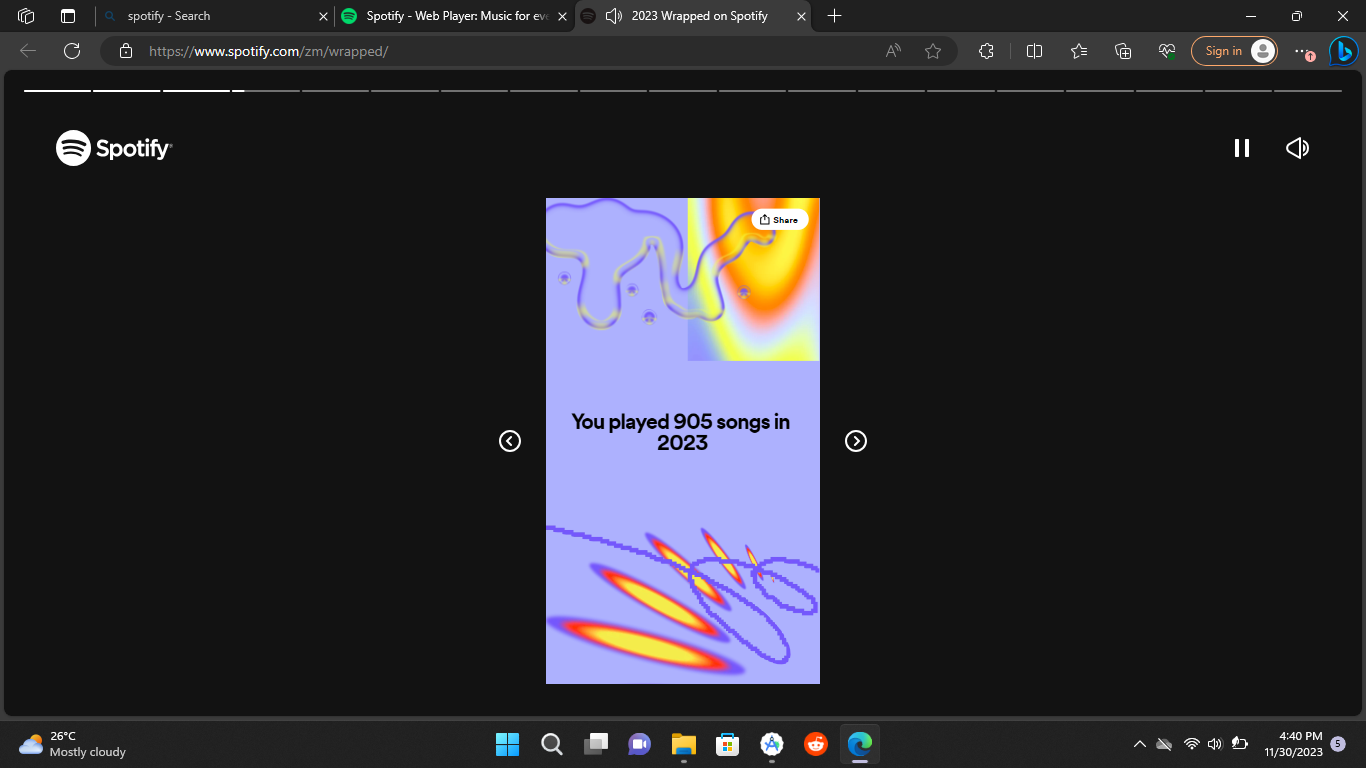 spotify - Search
Spotify - Web Player: Music for eve
2023 Wrapped on Spotify
https://www.spotify.com/zm/wrapped/
A
Sign in
Spotify
Share
You played 905 songs in
2023
26°C
Mostly cloudy
4:40 PM
11/30/2023
5